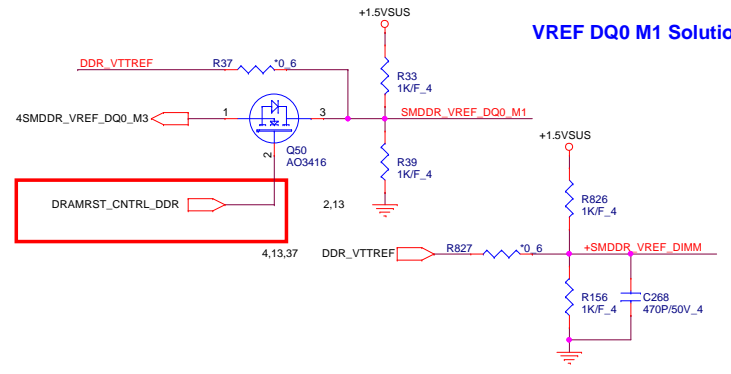 +1.5VSUS
VREF DQ0 M1 Solutio
DDR_VTTREF
R37
*0_6
R33
1K/F_4
4SMDDR_VREF_DQ0_M3
1
3
SMDDR_VREF_DQ0_M1
2
Q50
AO3416
R39
1K/F_4
+1.5VSUS
DRAMRST_CNTRL_DDR
2,13
R826
1K/F_4
4,13,37
DDR_VTTREF
R827
*0_6
+SMDDR_VREF_DIMM
R156
1K/F_4
C268
470P/50V_4